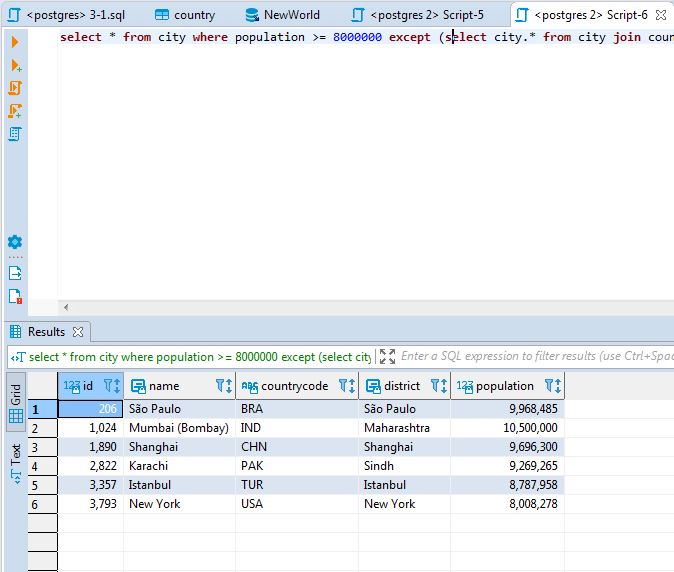 <postgres> 3-1.sql country NewWorld <postgres 2> Script-5 <postgres 2> Script-6
select * from city where population >= 8000000 except (select city.* from city join coun
Results
select * from city where population >= 8000000 except (select city Enter a SQL expression to filter results (use Ctrl+Spac
Grid
Text
123 id name ABC countrycode district 123 population
1 206 São Paulo BRA São Paulo 9,968,485
2 1,024 Mumbai (Bombay) IND Maharashtra 10,500,000
3 1,890 Shanghai CHN Shanghai 9,696,300
4 2,822 Karachi PAK Sindh 9,269,265
5 3,357 Istanbul TUR Istanbul 8,787,958
6 3,793 New York USA New York 8,008,278